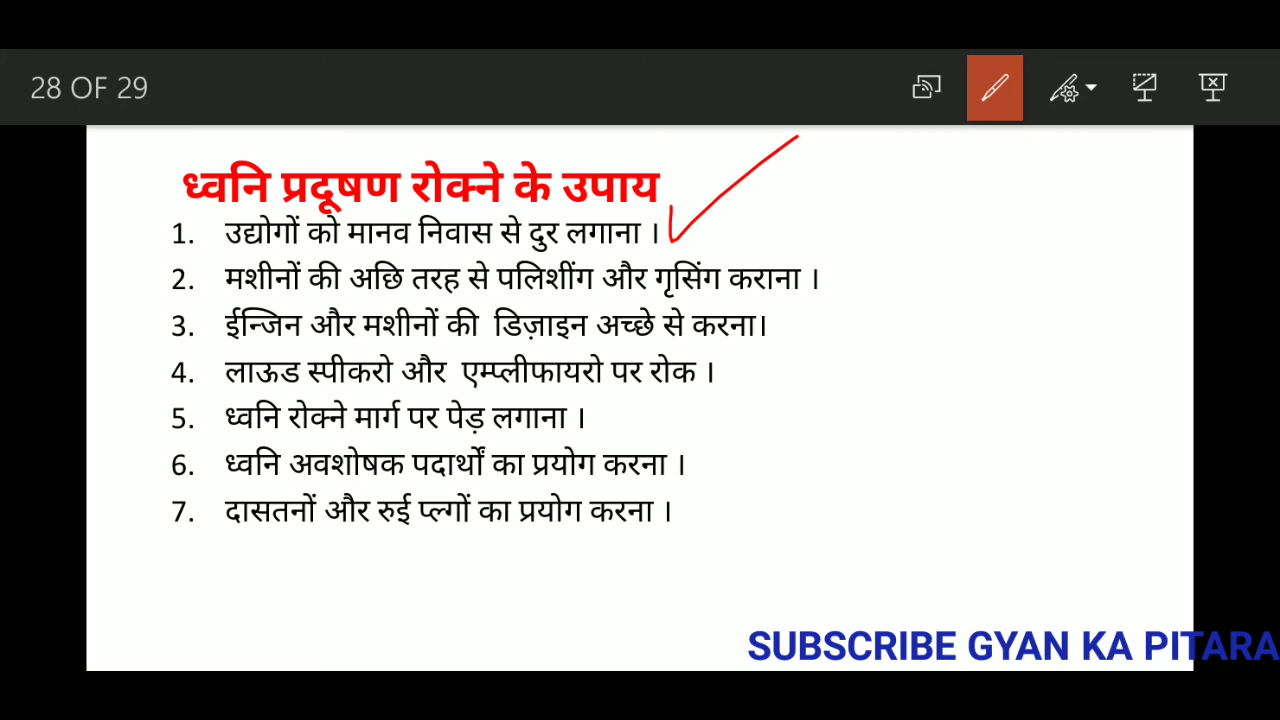 28 OF 29
ध्वनि प्रदूषण रोक्ने के उपाय
1. उद्योगों को मानव निवास से दुर लगाना ।
2. मशीनों की अछि तरह से पलिशींग और गृसिंग कराना ।
3. ईन्जिन और मशीनों की डिज़ाइन अच्छे से करना।
4. लाऊड स्पीकरो और एम्प्लीफायरो पर रोक ।
5. ध्वनि रोक्ने मार्ग पर पेड़ लगाना ।
6. ध्वनि अवशोषक पदार्थों का प्रयोग करना ।
7. दासतनों और रुई प्ल्गों का प्रयोग करना ।
SUBSCRIBE GYAN KA PITARA